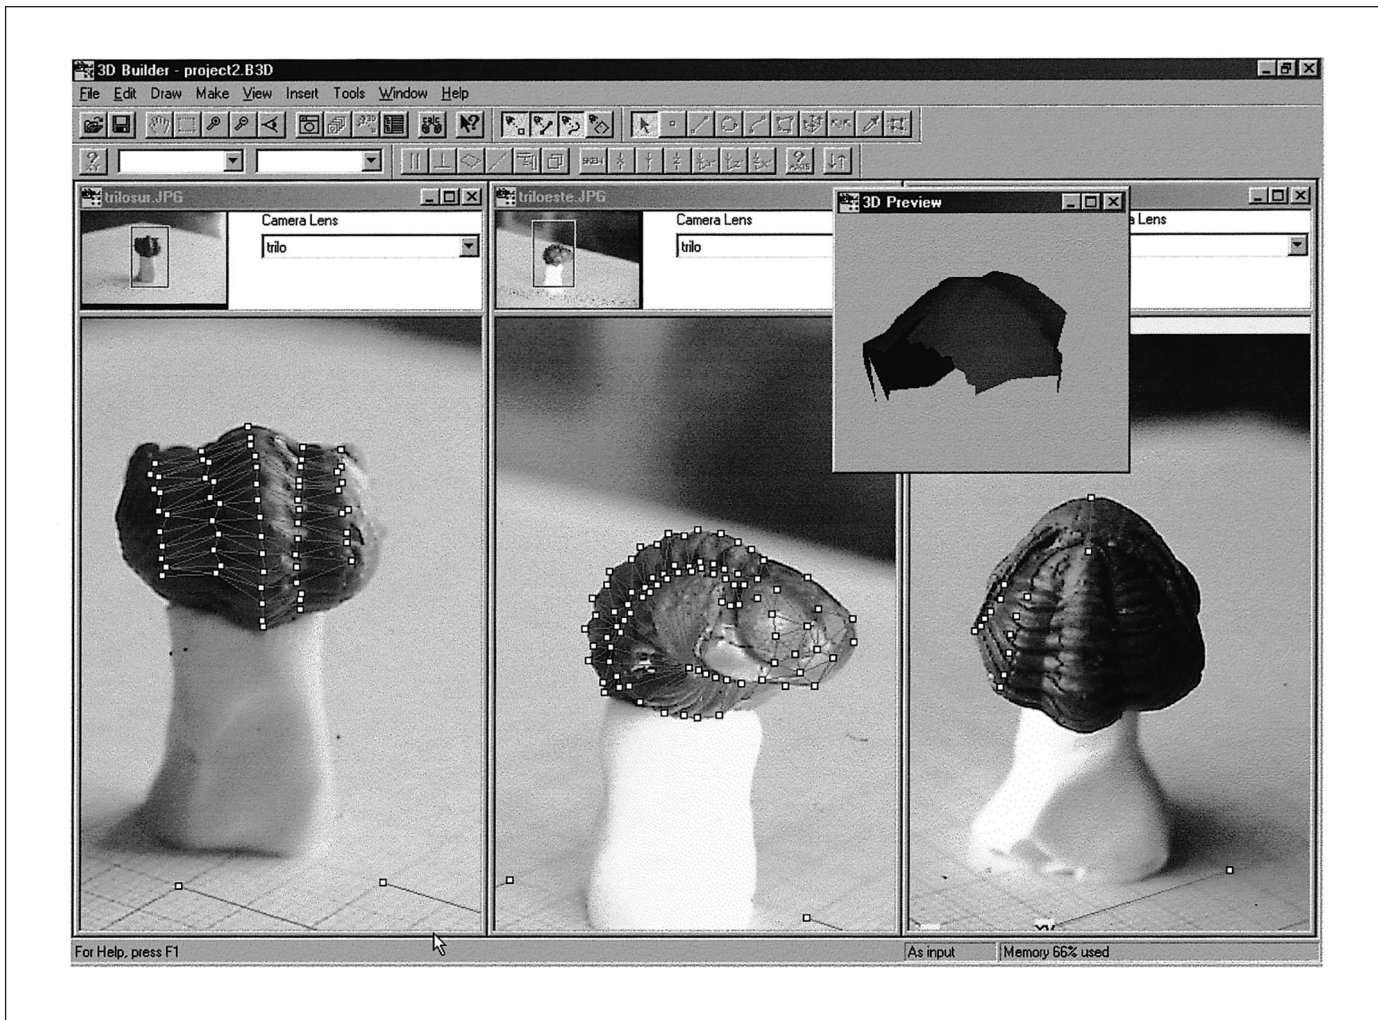 3D Builder - project2.B3D
File Edit Draw Make View Insert Tools Window Help
trilosur.JPG
triloeste.JPG
3D Preview
Camera Lens
Camera Lens
a Lens
trilo
trilo
For Help, press F1
As input
Memory 66% used